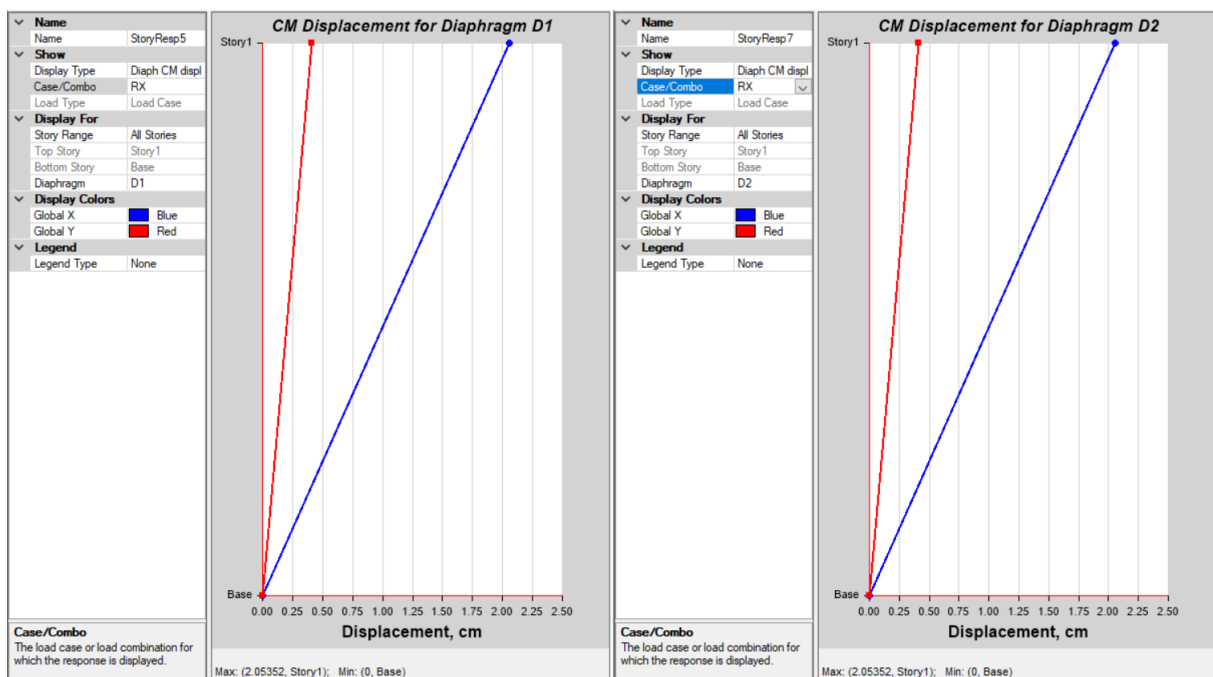 Name
Name StoryResp5
Show
Display Type Diaph CM displ
Case/Combo RX
Load Type Load Case
Display For
Story Range All Stories
Top Story Story1
Bottom Story Base
Diaphragm D1
Display Colors
Global X Blue
Global Y Red
Legend
Legend Type None
Case/Combo
The load case or load combination for
which the response is displayed.
CM Displacement for Diaphragm D1
Story1
Base
0.00 0.25 0.50 0.75 1.00 1.25 1.50 1.75 2.00 2.25 2.50
Displacement, cm
Max: (2.05352, Story1); Min: (0, Base)
Name
Name StoryResp7
Show
Display Type Diaph CM displ
Case/Combo RX
Load Type Load Case
Display For
Story Range All Stories
Top Story Story1
Bottom Story Base
Diaphragm D2
Display Colors
Global X Blue
Global Y Red
Legend
Legend Type None
Case/Combo
The load case or load combination for
which the response is displayed.
CM Displacement for Diaphragm D2
Story1
Base
0.00 0.25 0.50 0.75 1.00 1.25 1.50 1.75 2.00 2.25 2.50
Displacement, cm
Max: (2.05352, Story1); Min: (0, Base)